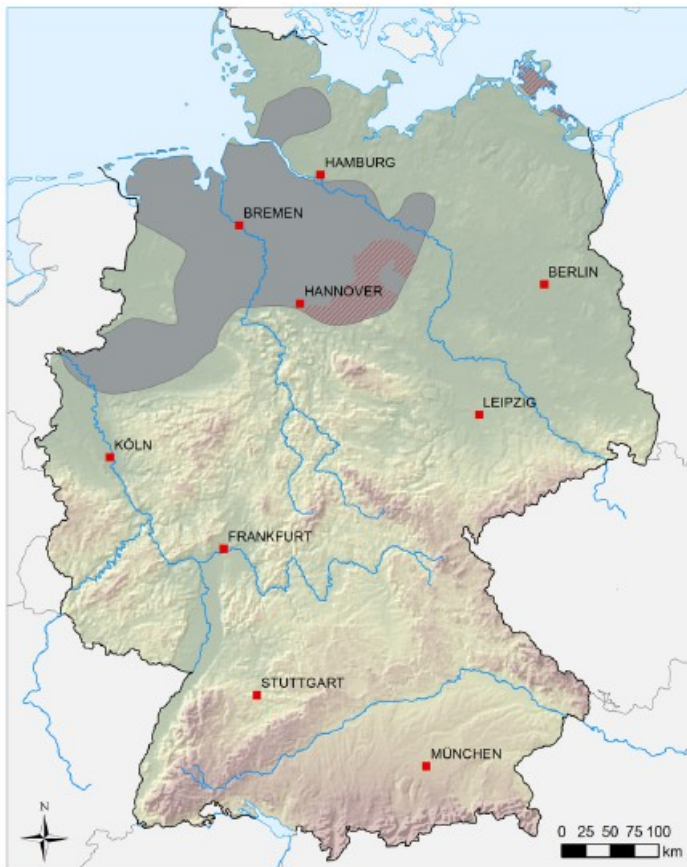 HAMBURG
BREMEN
BERLIN
HANNOVER
LEIPZIG
KÖLN
FRANKFURT
STUTTGART
MÜNCHEN
N
0 25 50 75 100
km